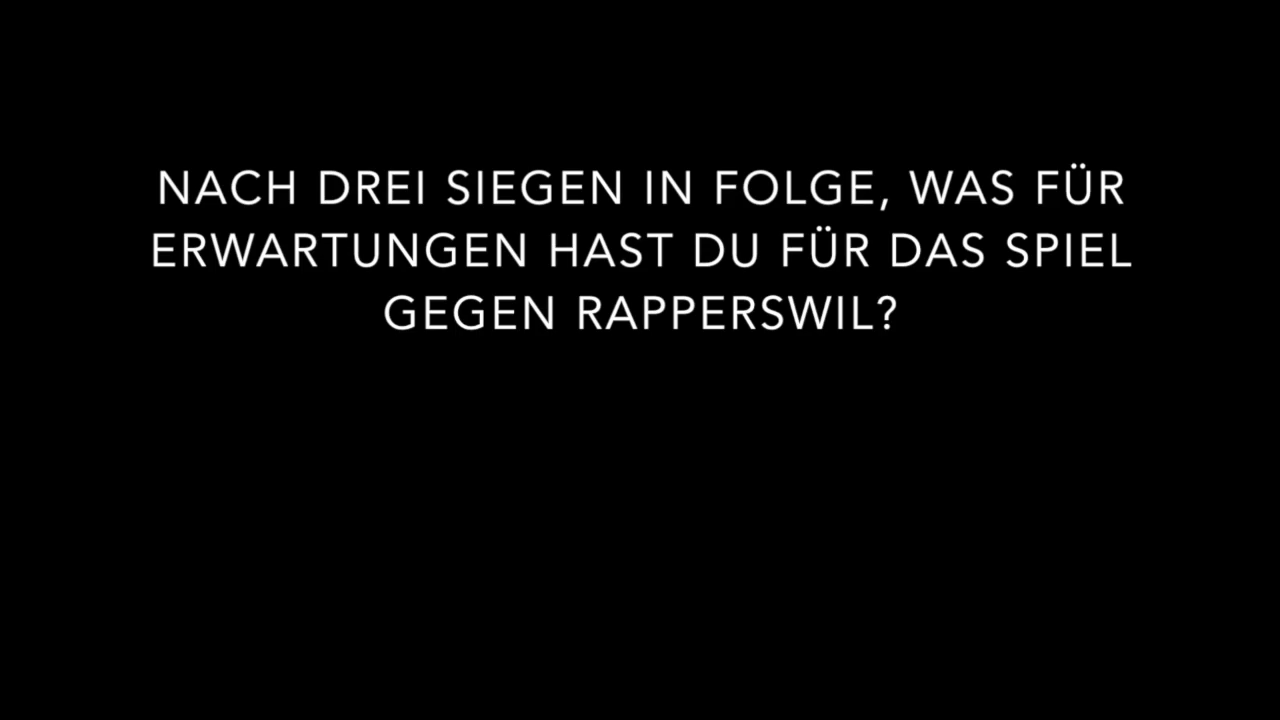 NACH DREI SIEGEN IN FOLGE, WAS FÜR
ERWARTUNGEN HAST DU FÜR DAS SPIEL
GEGEN RAPPERSWIL?